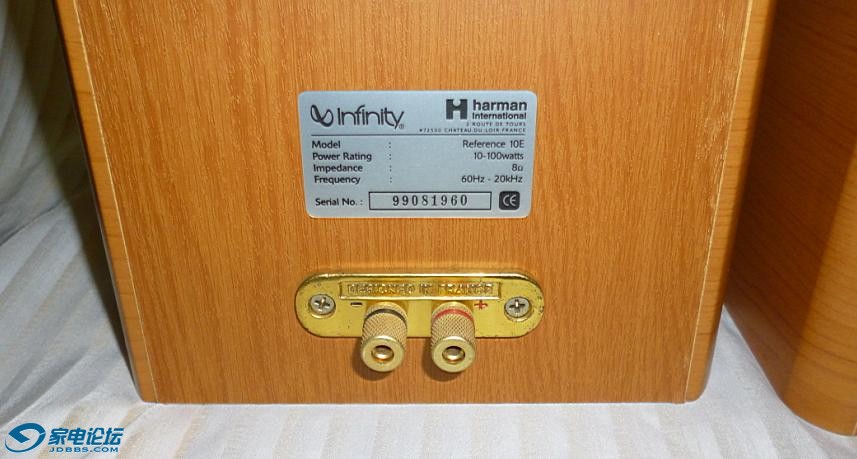 Infinity®
harman
International
2 ROUTE DE TOURS
72500 CHATEAU-DU-LOIR FRANCE
Model : Reference 10E
Power Rating : 10-100watts
Impedance : 8Ω
Frequency : 60Hz - 20kHz
Serial No. : 99081960 CE
DESIGNED IN FRANCE
- +
家电论坛
JDBBS.COM